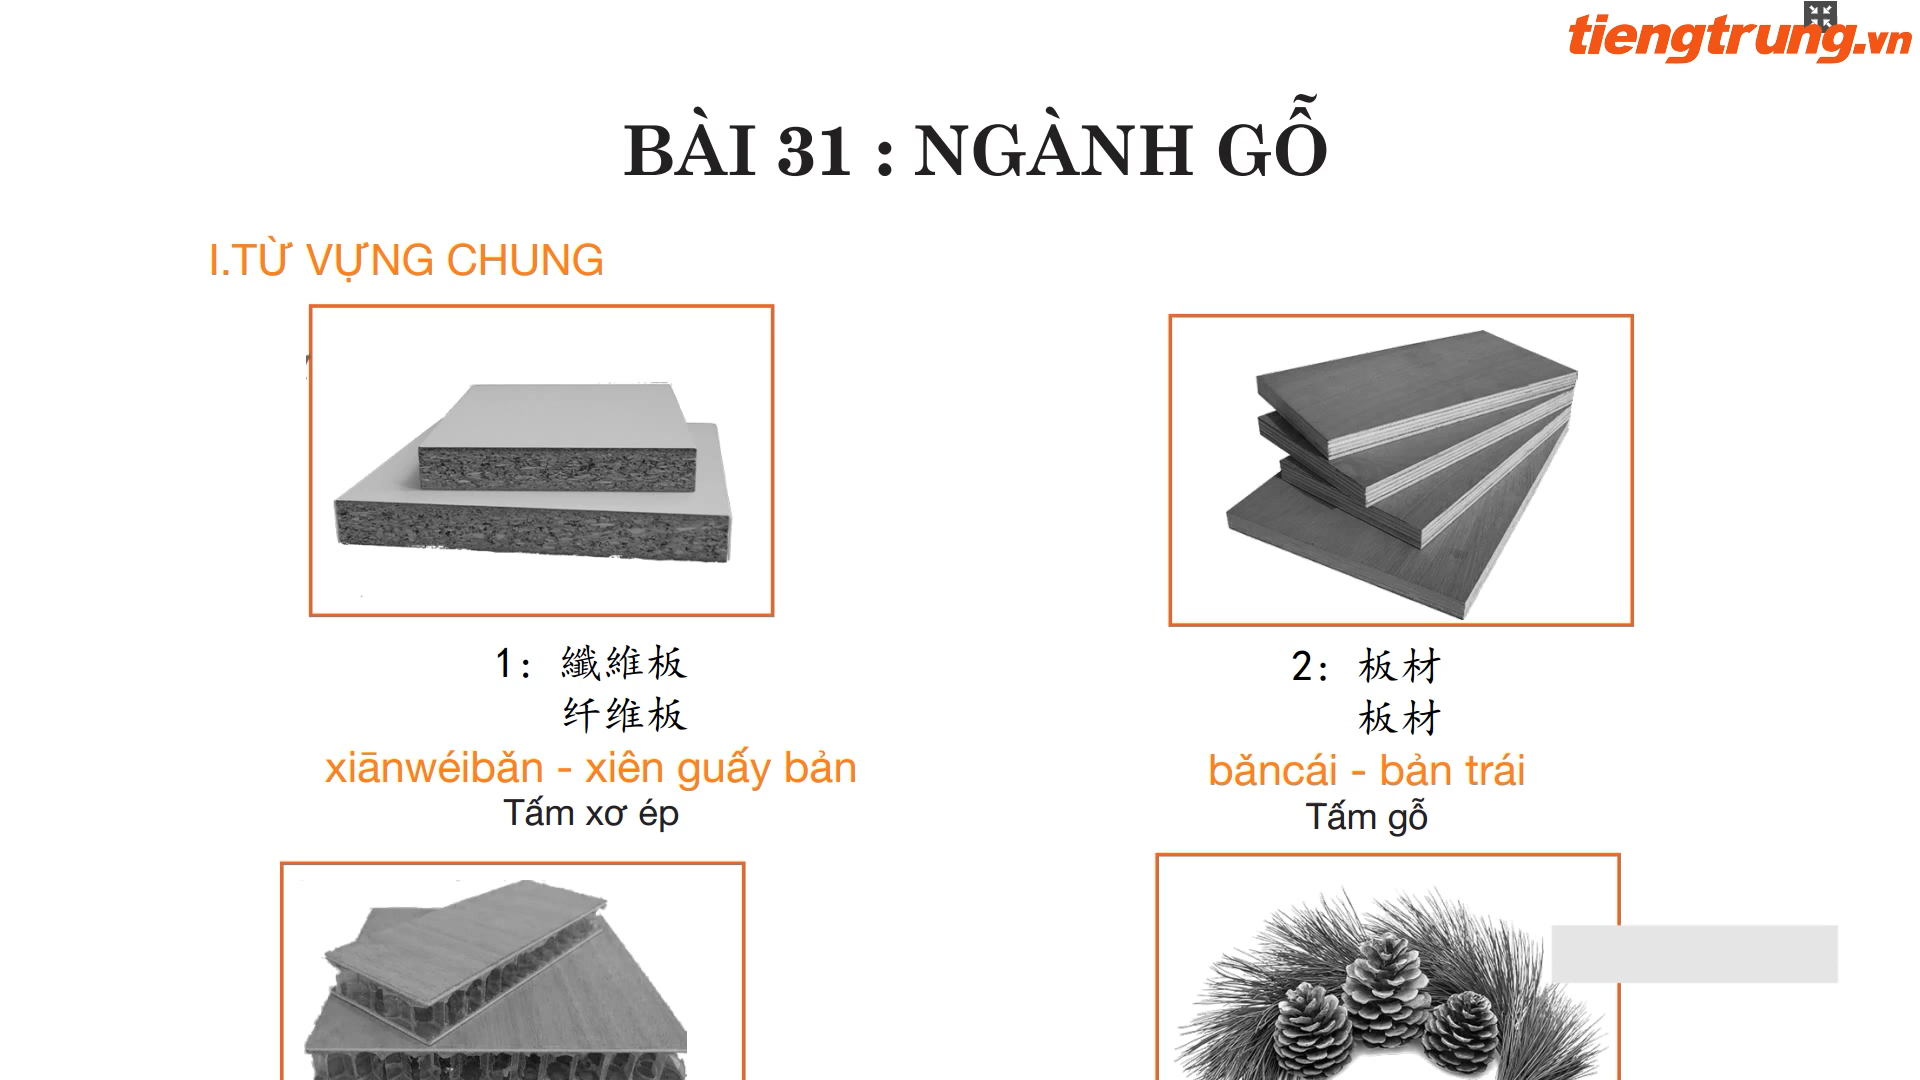 tiengtrung.vn
BÀI 31 : NGÀNH GỖ
I.TỪ VỰNG CHUNG
1: 纖維板
纤维板
xiānwéibǎn - xiên guấy bản
Tấm xơ ép
2: 板材
板材
bǎncái - bản trái
Tấm gỗ